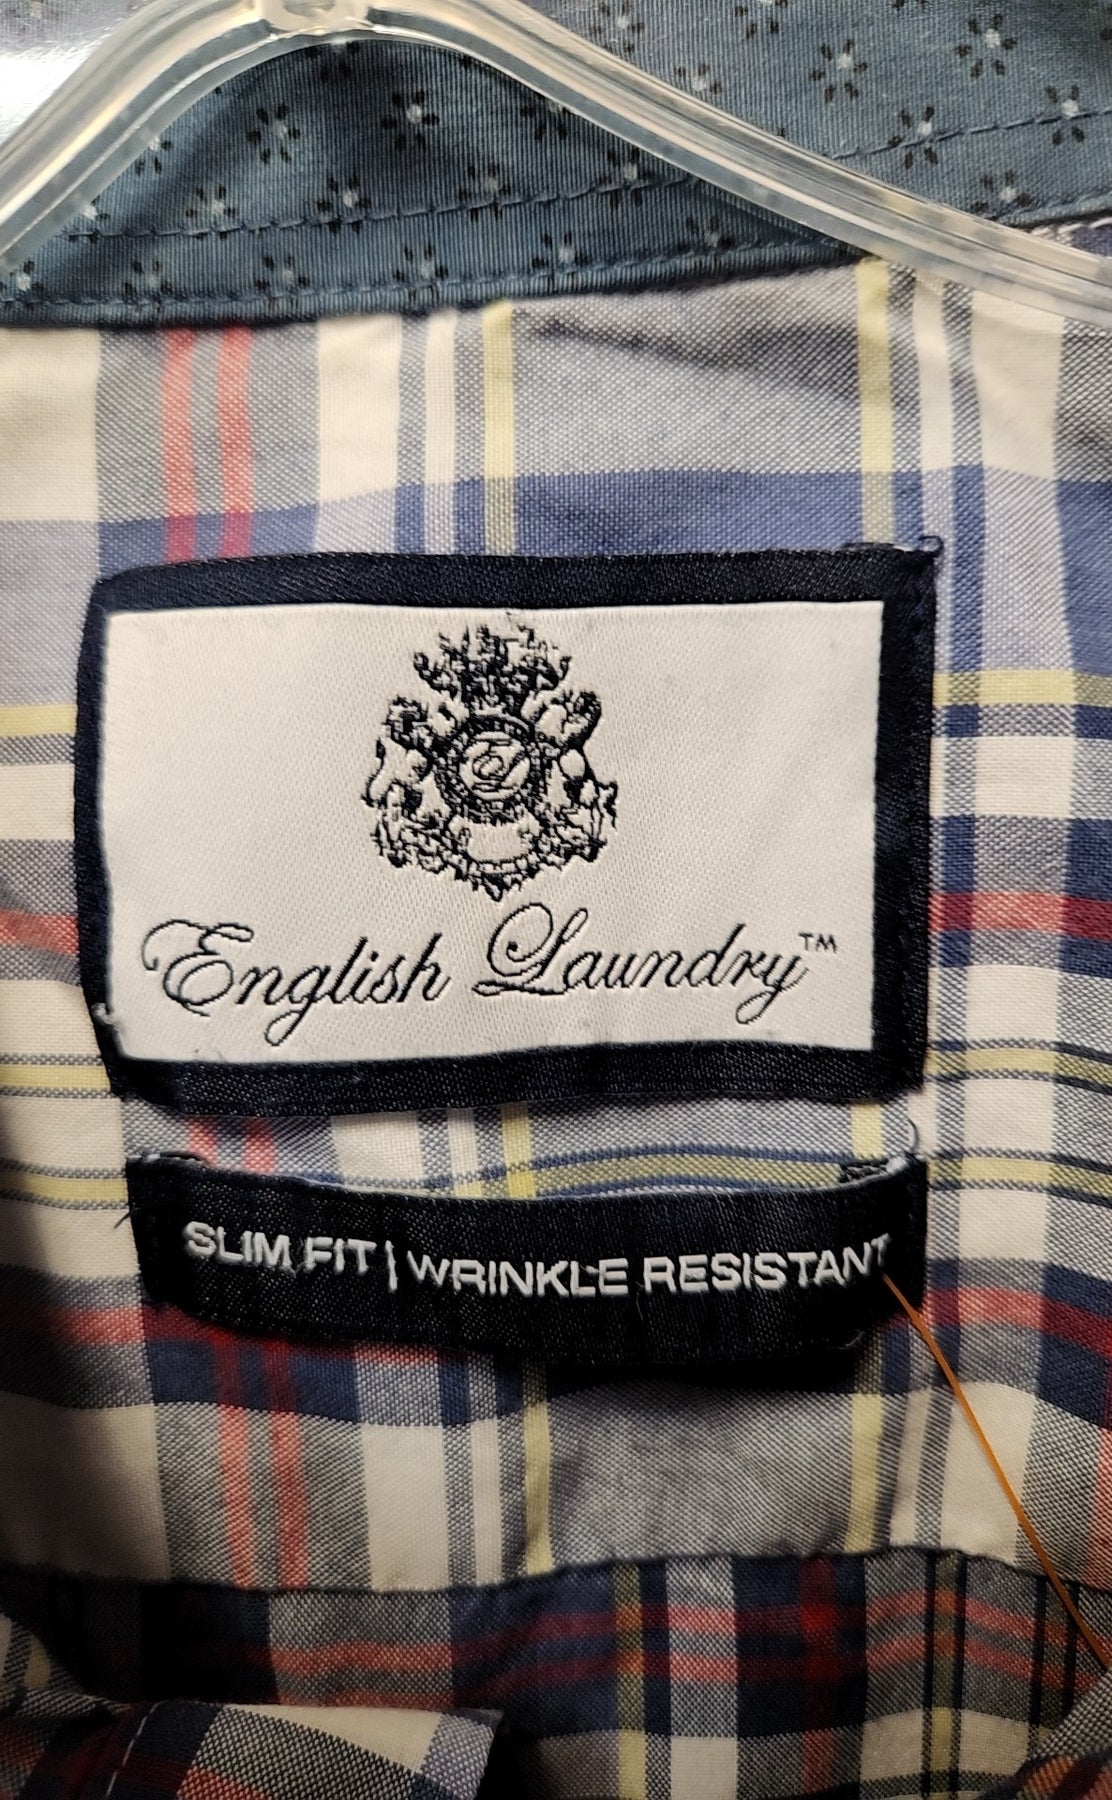 English Laundry™
SLIM FIT | WRINKLE RESISTANT